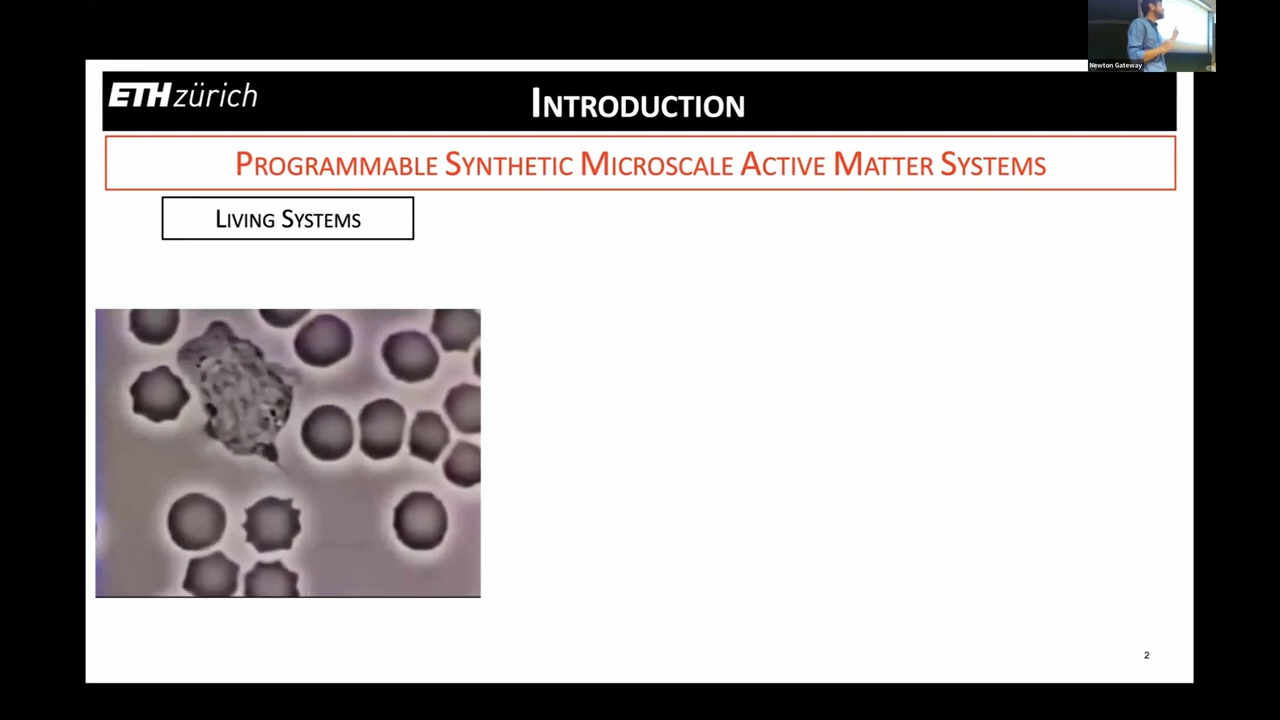 Newton Gateway
ETH zürich
INTRODUCTION
PROGRAMMABLE SYNTHETIC MICROSCALE ACTIVE MATTER SYSTEMS
LIVING SYSTEMS
2